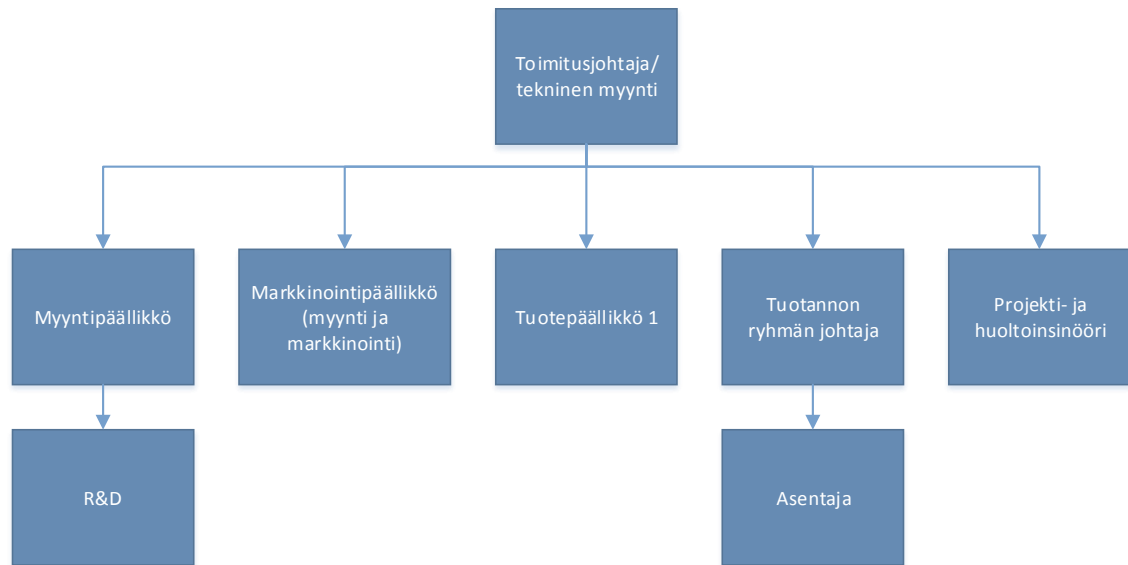 Toimitusjohtaja/
tekninen myynti
Myyntipäällikkö
Markkinointipäällikkö
(myynti ja
markkinointi)
Tuotepäällikkö 1
Tuotannon
ryhmän johtaja
Projekti- ja
huoltoinsinööri
R&D
Asentaja